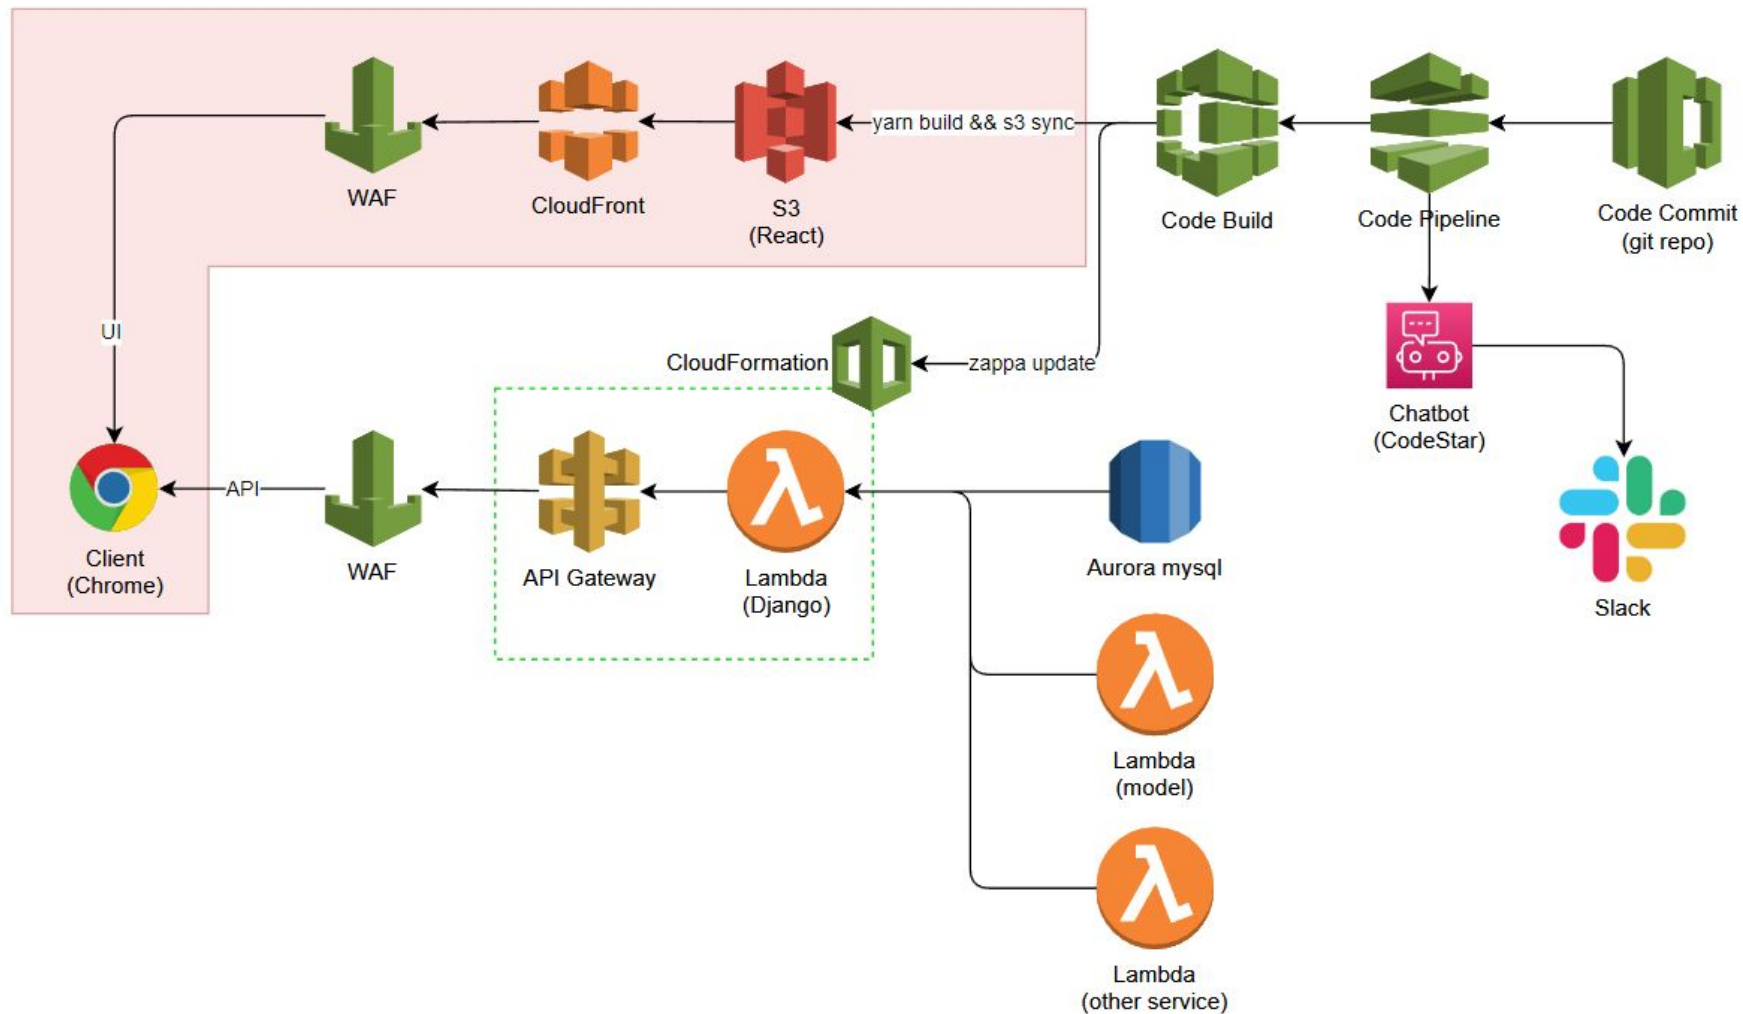 yarn build && s3 sync
WAF
CloudFront
S3
(React)
Code Build
Code Pipeline
Code Commit
(git repo)
UI
CloudFormation
zappa update
Chatbot
(CodeStar)
API
Client
(Chrome)
WAF
API Gateway
Lambda
(Django)
Aurora mysql
Slack
Lambda
(model)
Lambda
(other service)